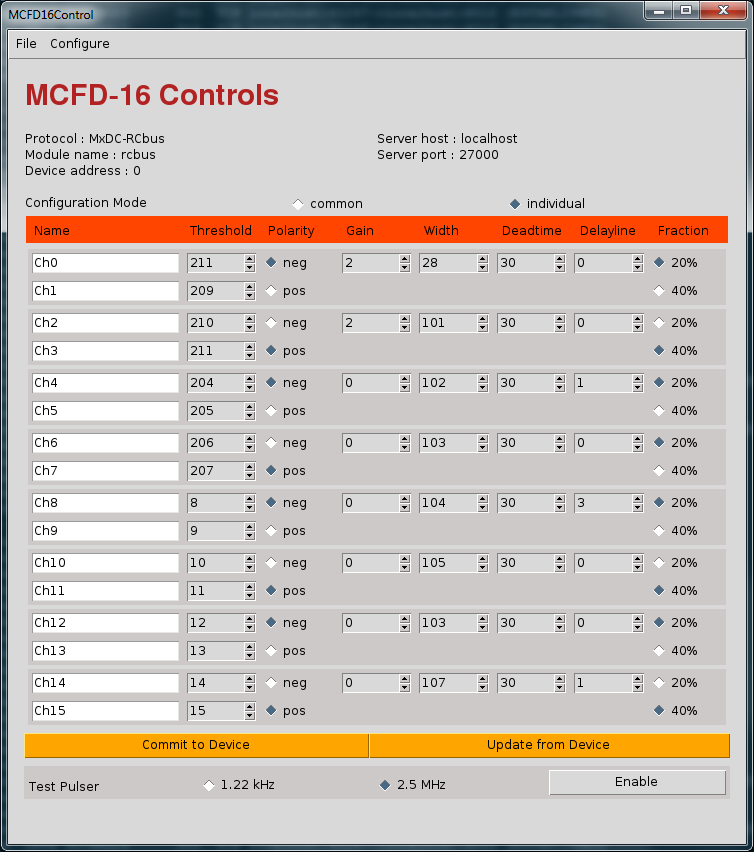 MCFD16Control
File Configure
MCFD-16 Controls
Protocol : MxDC-RCbus Server host : localhost
Module name : rcbus Server port : 27000
Device address : 0
Configuration Mode common individual
Name Threshold Polarity Gain Width Deadtime Delayline Fraction
Ch0 211 neg 2 28 30 0 20%
Ch1 209 pos 40%
Ch2 210 neg 2 101 30 0 20%
Ch3 211 pos 40%
Ch4 204 neg 0 102 30 1 20%
Ch5 205 pos 40%
Ch6 206 neg 0 103 30 0 20%
Ch7 207 pos 40%
Ch8 8 neg 0 104 30 3 20%
Ch9 9 pos 40%
Ch10 10 neg 0 105 30 0 20%
Ch11 11 pos 40%
Ch12 12 neg 0 103 30 0 20%
Ch13 13 pos 40%
Ch14 14 neg 0 107 30 1 20%
Ch15 15 pos 40%
Commit to Device Update from Device
Test Pulser 1.22 kHz 2.5 MHz Enable